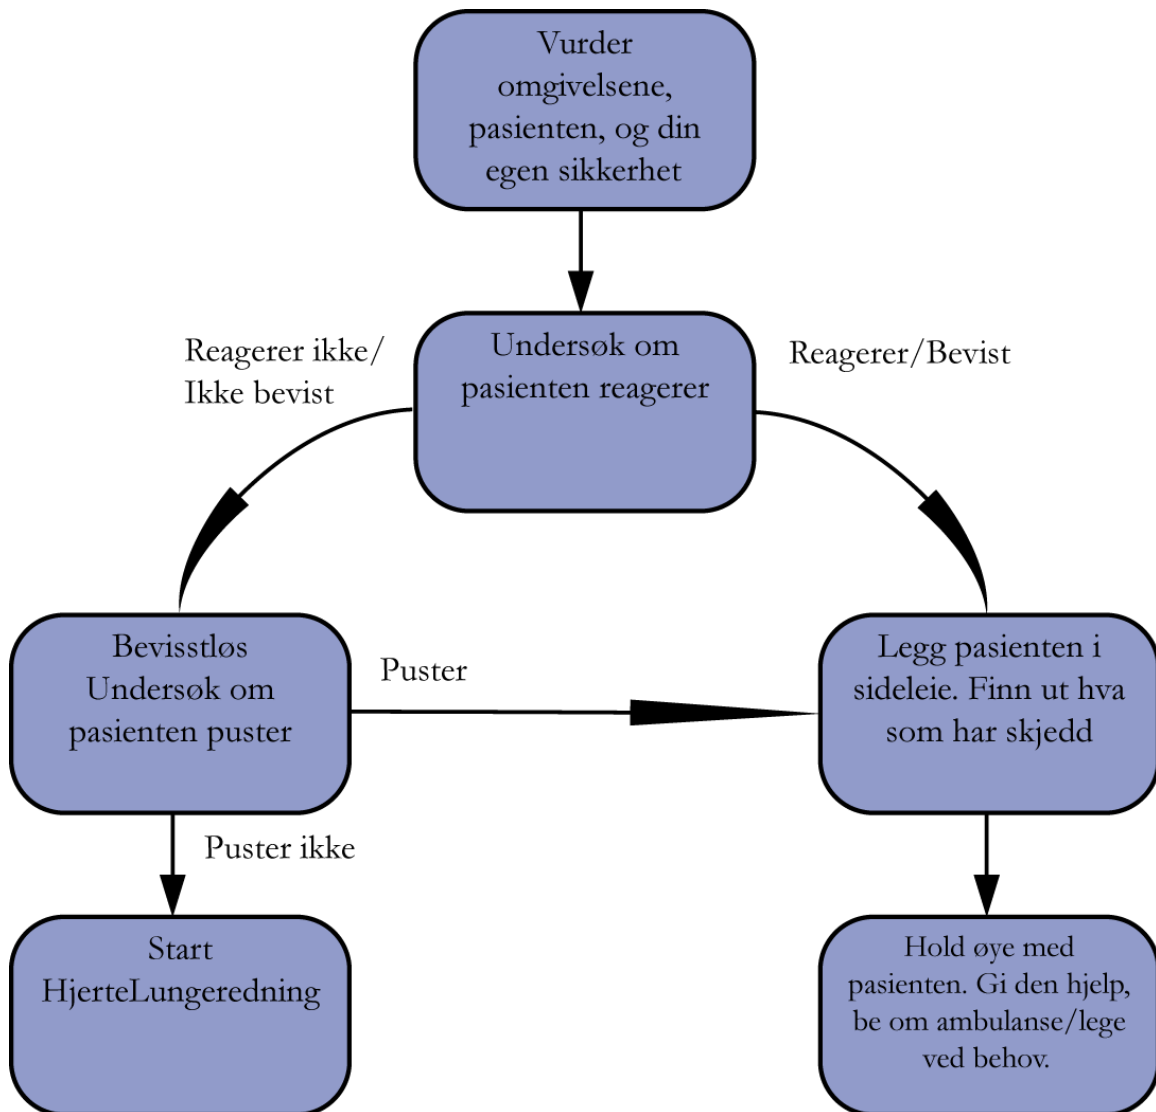 Vurder
omgivelsene,
pasienten, og din
egen sikkerhet
Reagerer ikke/
Ikke bevist
Undersøk om
pasienten reagerer
Reagerer/Bevist
Bevisstløs
Undersøk om
pasienten puster
Puster
Legg pasienten i
sideleie. Finn ut hva
som har skjedd
Puster ikke
Start
HjerteLungeredning
Hold øye med
pasienten. Gi den hjelp,
be om ambulanse/lege
ved behov.